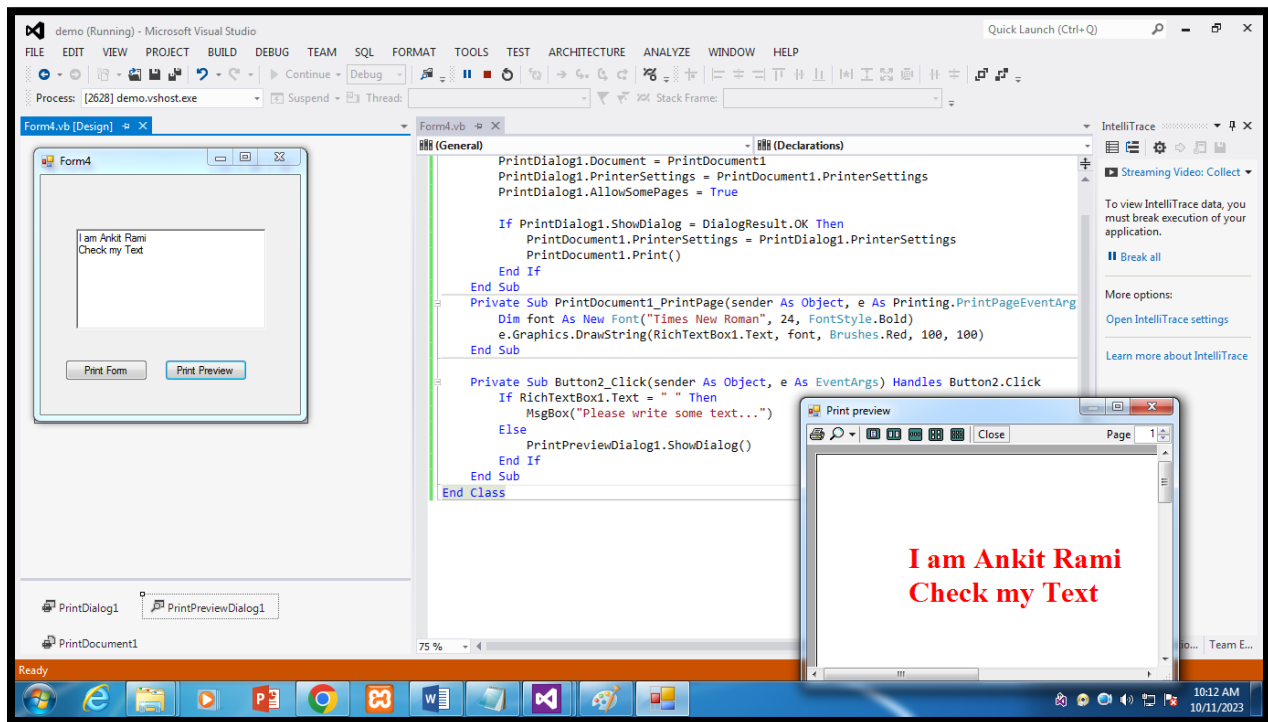 demo (Running) - Microsoft Visual Studio
Quick Launch (Ctrl+Q)
FILE EDIT VIEW PROJECT BUILD DEBUG TEAM SQL FORMAT TOOLS TEST ARCHITECTURE ANALYZE WINDOW HELP
Continue Debug
Process: [2628] demo.vshost.exe Suspend Thread: Stack Frame:
Form4.vb [Design]
Form4
I am Ankit Rami
Check my Text
Print Form Print Preview
PrintDialog1 PrintPreviewDialog1
PrintDocument1
Form4.vb
(General) (Declarations)
PrintDialog1.Document = PrintDocument1
PrintDialog1.PrinterSettings = PrintDocument1.PrinterSettings
PrintDialog1.AllowSomePages = True
If PrintDialog1.ShowDialog = DialogResult.OK Then
PrintDocument1.PrinterSettings = PrintDialog1.PrinterSettings
PrintDocument1.Print()
End If
End Sub
Private Sub PrintDocument1_PrintPage(sender As Object, e As Printing.PrintPageEventArg
Dim font As New Font("Times New Roman", 24, FontStyle.Bold)
e.Graphics.DrawString(RichTextBox1.Text, font, Brushes.Red, 100, 100)
End Sub
Private Sub Button2_Click(sender As Object, e As EventArgs) Handles Button2.Click
If RichTextBox1.Text = " " Then
MsgBox("Please write some text...")
Else
PrintPreviewDialog1.ShowDialog()
End If
End Sub
End Class
75 %
IntelliTrace
Streaming Video: Collect
To view IntelliTrace data, you
must break execution of your
application.
Break all
More options:
Open IntelliTrace settings
Learn more about IntelliTrace
Print preview
Close Page 1
I am Ankit Rami
Check my Text
Team E...
Ready
10:12 AM
10/11/2023